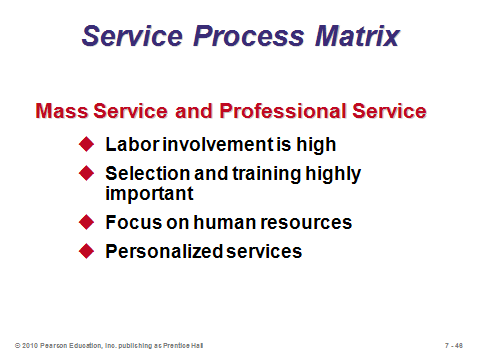 Service Process Matrix
Mass Service and Professional Service
Labor involvement is high
Selection and training highly
important
Focus on human resources
Personalized services
© 2010 Pearson Education, Inc. publishing as Prentice Hall
7 - 46